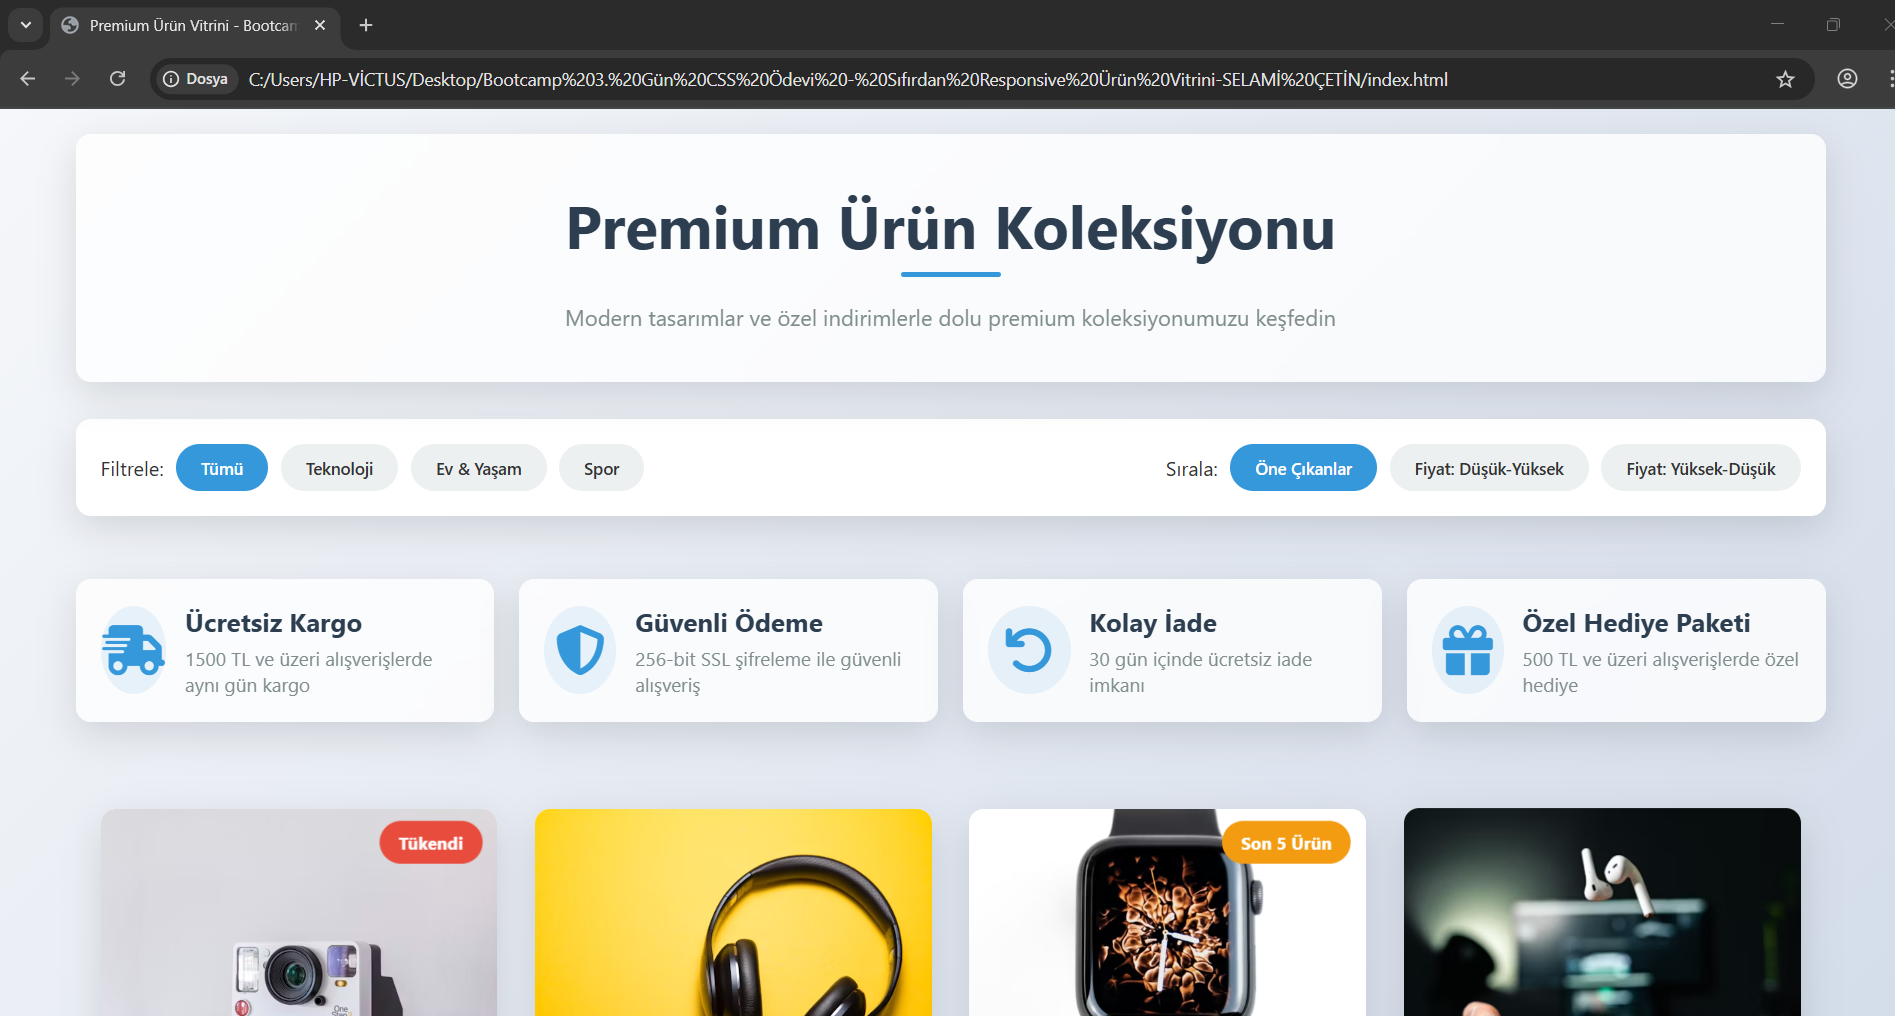 Premium Ürün Vitrini - Bootcam
Dosya C:/Users/HP-VİCTUS/Desktop/Bootcamp%203.%20Gün%20CSS%20Ödevi%20-%20Sıfırdan%20Responsive%20Ürün%20Vitrini-SELAMİ%20ÇETİN/index.html
Premium Ürün Koleksiyonu
Modern tasarımlar ve özel indirimlerle dolu premium koleksiyonumuzu keşfedin
Filtrele: Tümü Teknoloji Ev & Yaşam Spor Sırala: Öne Çıkanlar Fiyat: Düşük-Yüksek Fiyat: Yüksek-Düşük
Ücretsiz Kargo
1500 TL ve üzeri alışverişlerde
aynı gün kargo
Güvenli Ödeme
256-bit SSL şifreleme ile güvenli
alışveriş
Kolay İade
30 gün içinde ücretsiz iade
imkanı
Özel Hediye Paketi
500 TL ve üzeri alışverişlerde özel
hediye
Tükendi
Son 5 Ürün